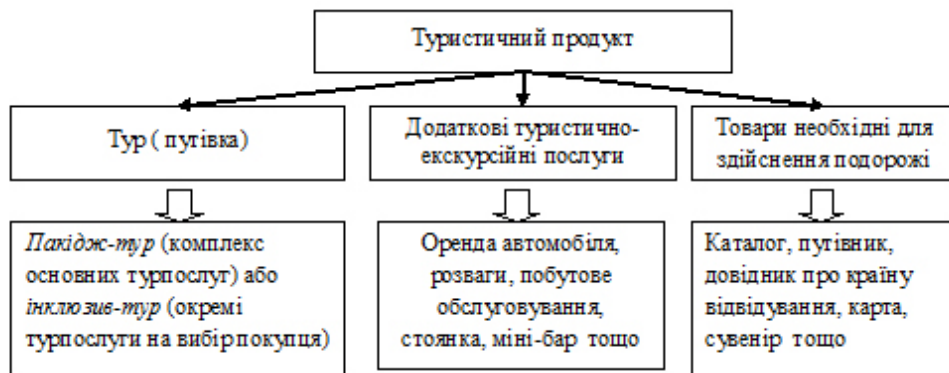 Туристичний продукт
Тур ( путівка)
Додаткові туристично-
екскурсійні послуги
Товари необхідні для
здійснення подорожі
Пакідж-тур (комплекс
основних турпослуг) або
інклюзив-тур (окремі
турпослуги на вибір покупця)
Оренда автомобіля,
розваги, побутове
обслуговування,
стоянка, міні-бар тощо
Каталог, путівник,
довідник про країну
відвідування, карта,
сувенір тощо